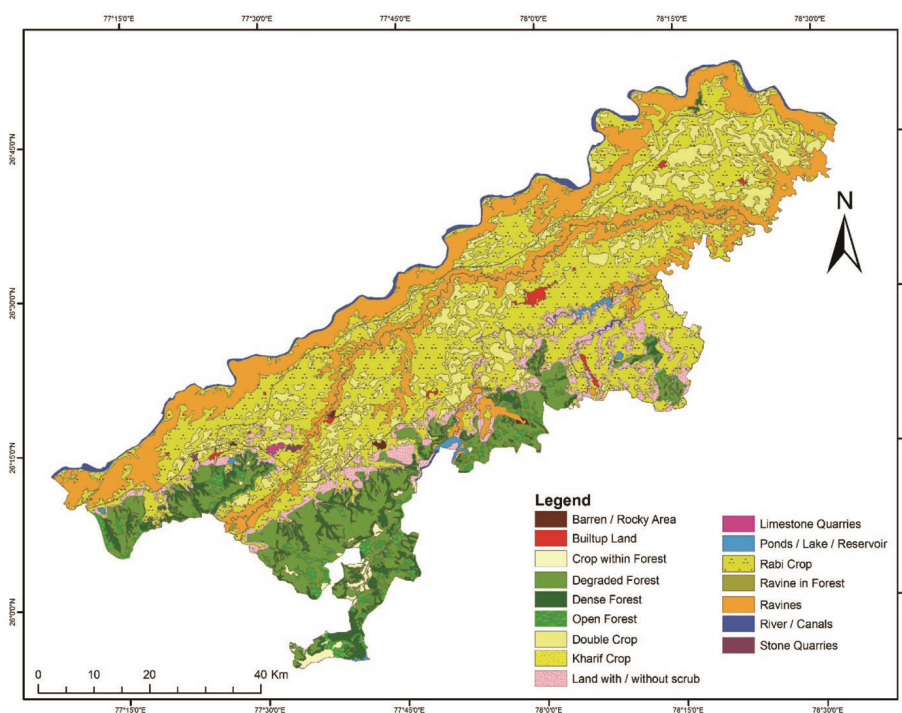 77°15'0"E 77°30'0"E 77°45'0"E 78°0'0"E 78°15'0"E 78°30'0"E
26°45'0"N
N
26°30'0"N
26°15'0"N
26°0'0"N
Legend
Barren / Rocky Area
Builtup Land
Crop within Forest
Degraded Forest
Dense Forest
Open Forest
Double Crop
Kharif Crop
Land with / without scrub
Limestone Quarries
Ponds / Lake / Reservoir
Rabi Crop
Ravine in Forest
Ravines
River / Canals
Stone Quarries
0 10 20 40 Km
77°15'0"E 77°30'0"E 77°45'0"E 78°0'0"E 78°15'0"E 78°30'0"E